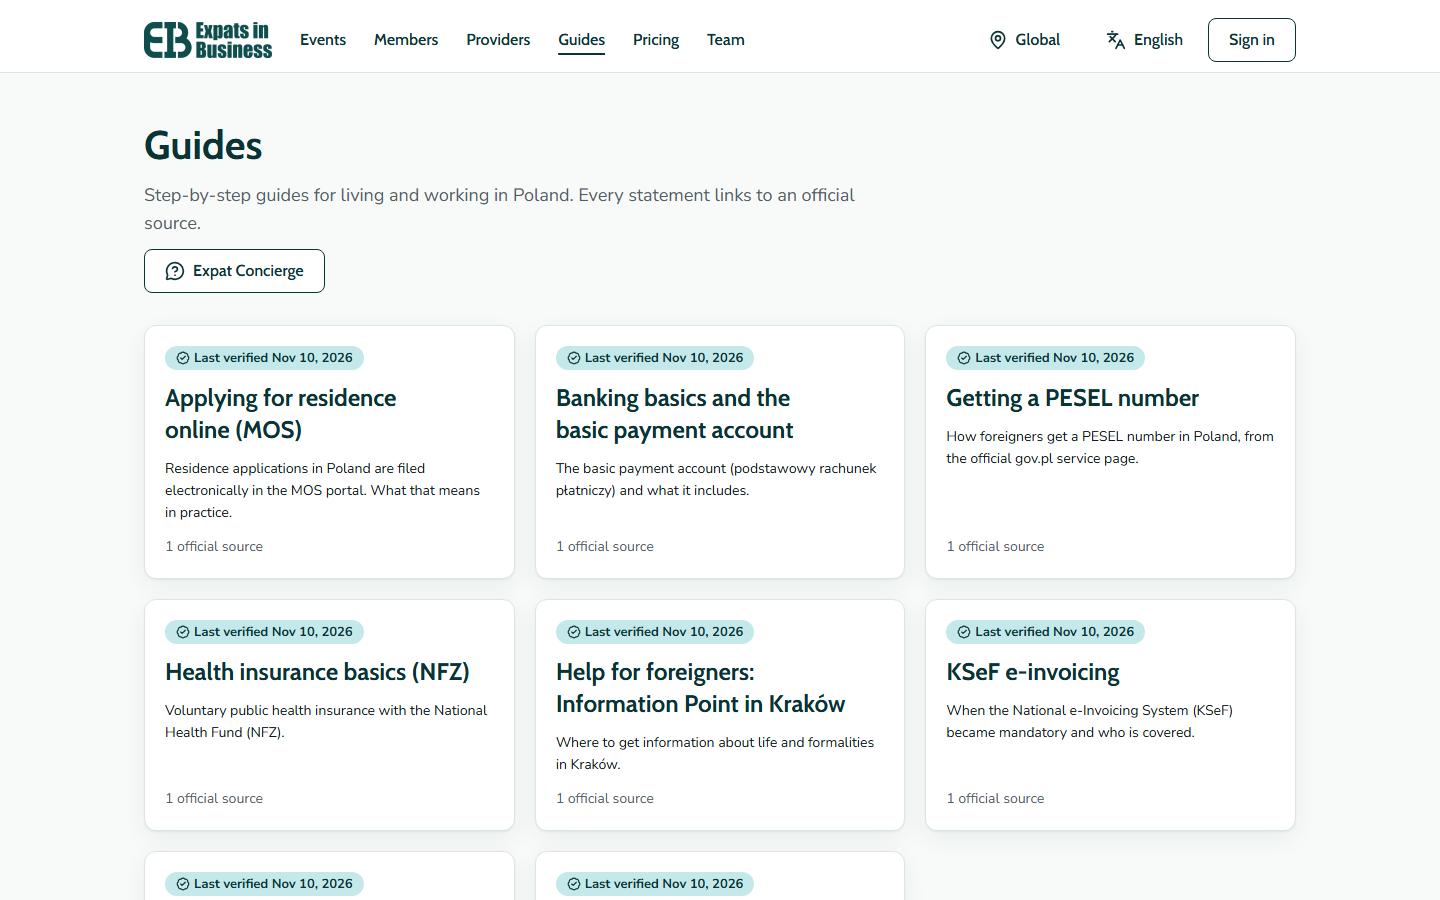 EIB Expats in Business
Events
Members
Providers
Guides
Pricing
Team
Global
English
Sign in
Guides
Step-by-step guides for living and working in Poland. Every statement links to an official
source.
Expat Concierge
Last verified Nov 10, 2026
Applying for residence
online (MOS)
Residence applications in Poland are filed
electronically in the MOS portal. What that means
in practice.
1 official source
Last verified Nov 10, 2026
Banking basics and the
basic payment account
The basic payment account (podstawowy rachunek
płatniczy) and what it includes.
1 official source
Last verified Nov 10, 2026
Getting a PESEL number
How foreigners get a PESEL number in Poland, from
the official gov.pl service page.
1 official source
Last verified Nov 10, 2026
Health insurance basics (NFZ)
Voluntary public health insurance with the National
Health Fund (NFZ).
1 official source
Last verified Nov 10, 2026
Help for foreigners:
Information Point in Kraków
Where to get information about life and formalities
in Kraków.
1 official source
Last verified Nov 10, 2026
KSeF e-invoicing
When the National e-Invoicing System (KSeF)
became mandatory and who is covered.
1 official source
Last verified Nov 10, 2026
Last verified Nov 10, 2026